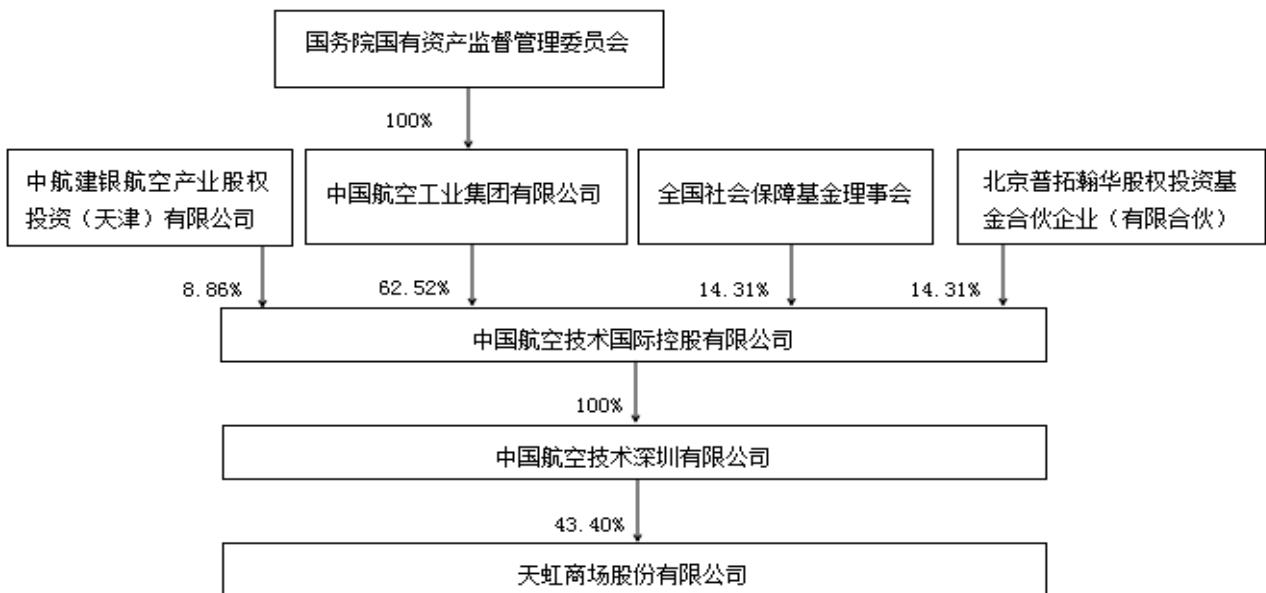 国务院国有资产监督管理委员会
100%
中航建银航空产业股权
投资（天津）有限公司
中国航空工业集团有限公司
全国社会保障基金理事会
北京普拓瀚华股权投资基
金合伙企业（有限合伙）
8.86%
62.52%
14.31%
14.31%
中国航空技术国际控股有限公司
100%
中国航空技术深圳有限公司
43.40%
天虹商场股份有限公司